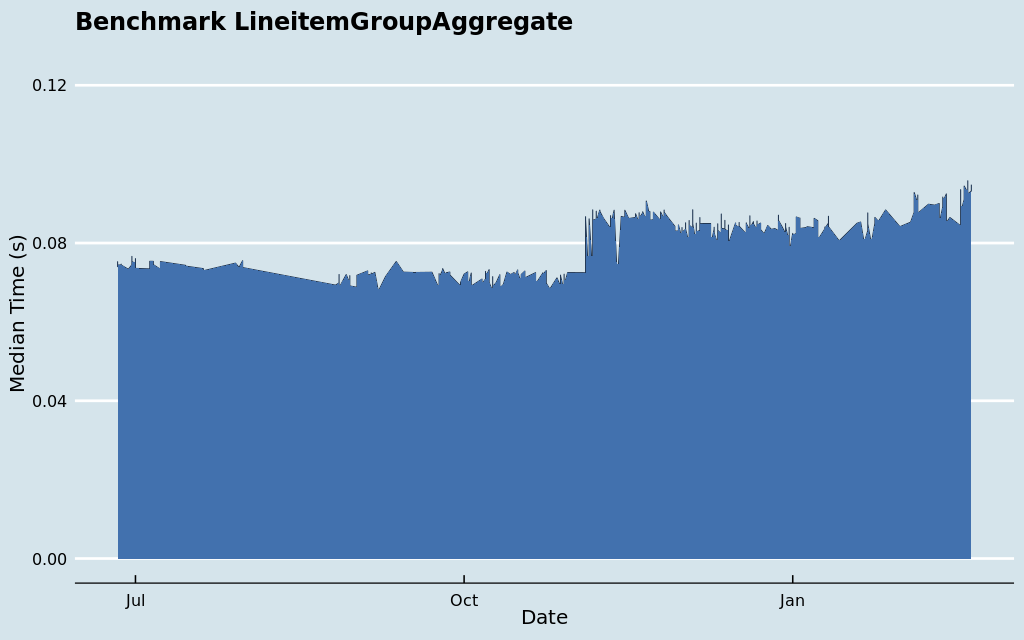 Benchmark LineitemGroupAggregate
Median Time (s)
0.12
0.08
0.04
0.00
Jul
Oct
Jan
Date